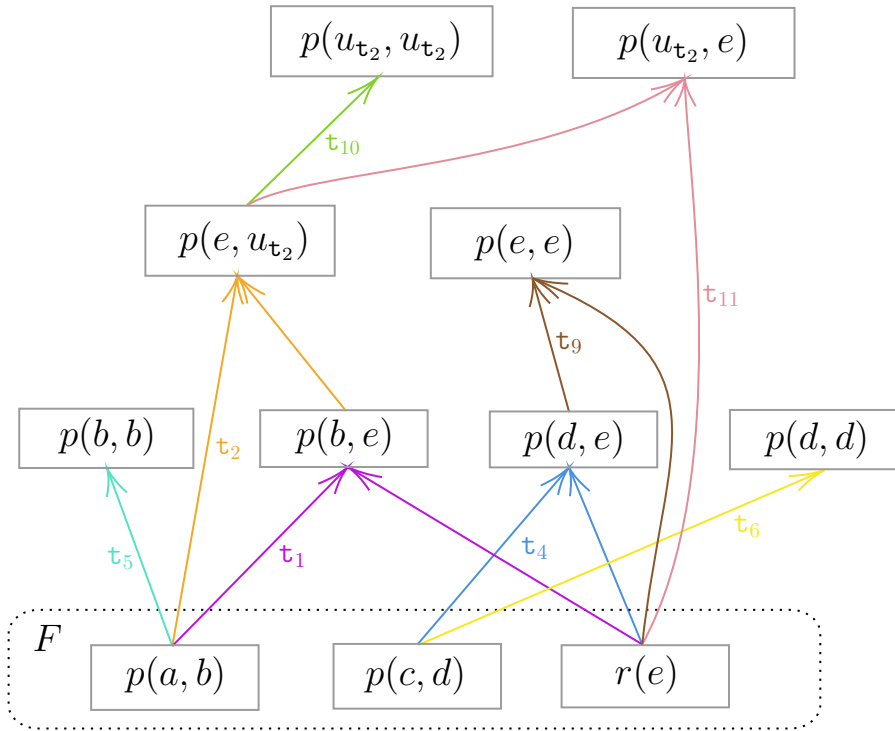 p(u_{t_2}, u_{t_2})
p(u_{t_2}, e)
t_{10}
p(e, u_{t_2})
p(e, e)
t_{11}
t_9
p(b, b)
t_2
p(b, e)
p(d, e)
p(d, d)
t_5
t_1
t_4
t_6
F
p(a, b)
p(c, d)
r(e)